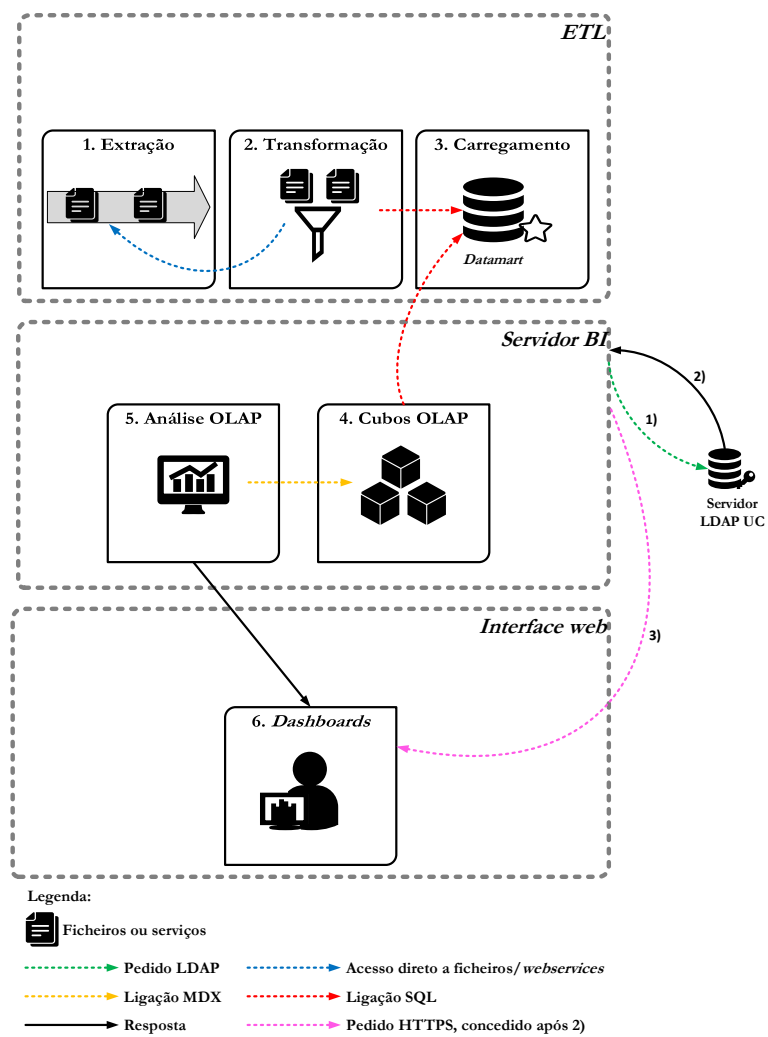 ETL
1. Extração
2. Transformação
3. Carregamento
Datamart
Servidor BI
2)
5. Análise OLAP
4. Cubos OLAP
1)
Servidor
LDAP UC
Interface web
3)
6. Dashboards
Legenda:
Ficheiros ou serviços
Pedido LDAP
Acesso direto a ficheiros/webservices
Ligação MDX
Ligação SQL
Resposta
Pedido HTTPS, concedido após 2)